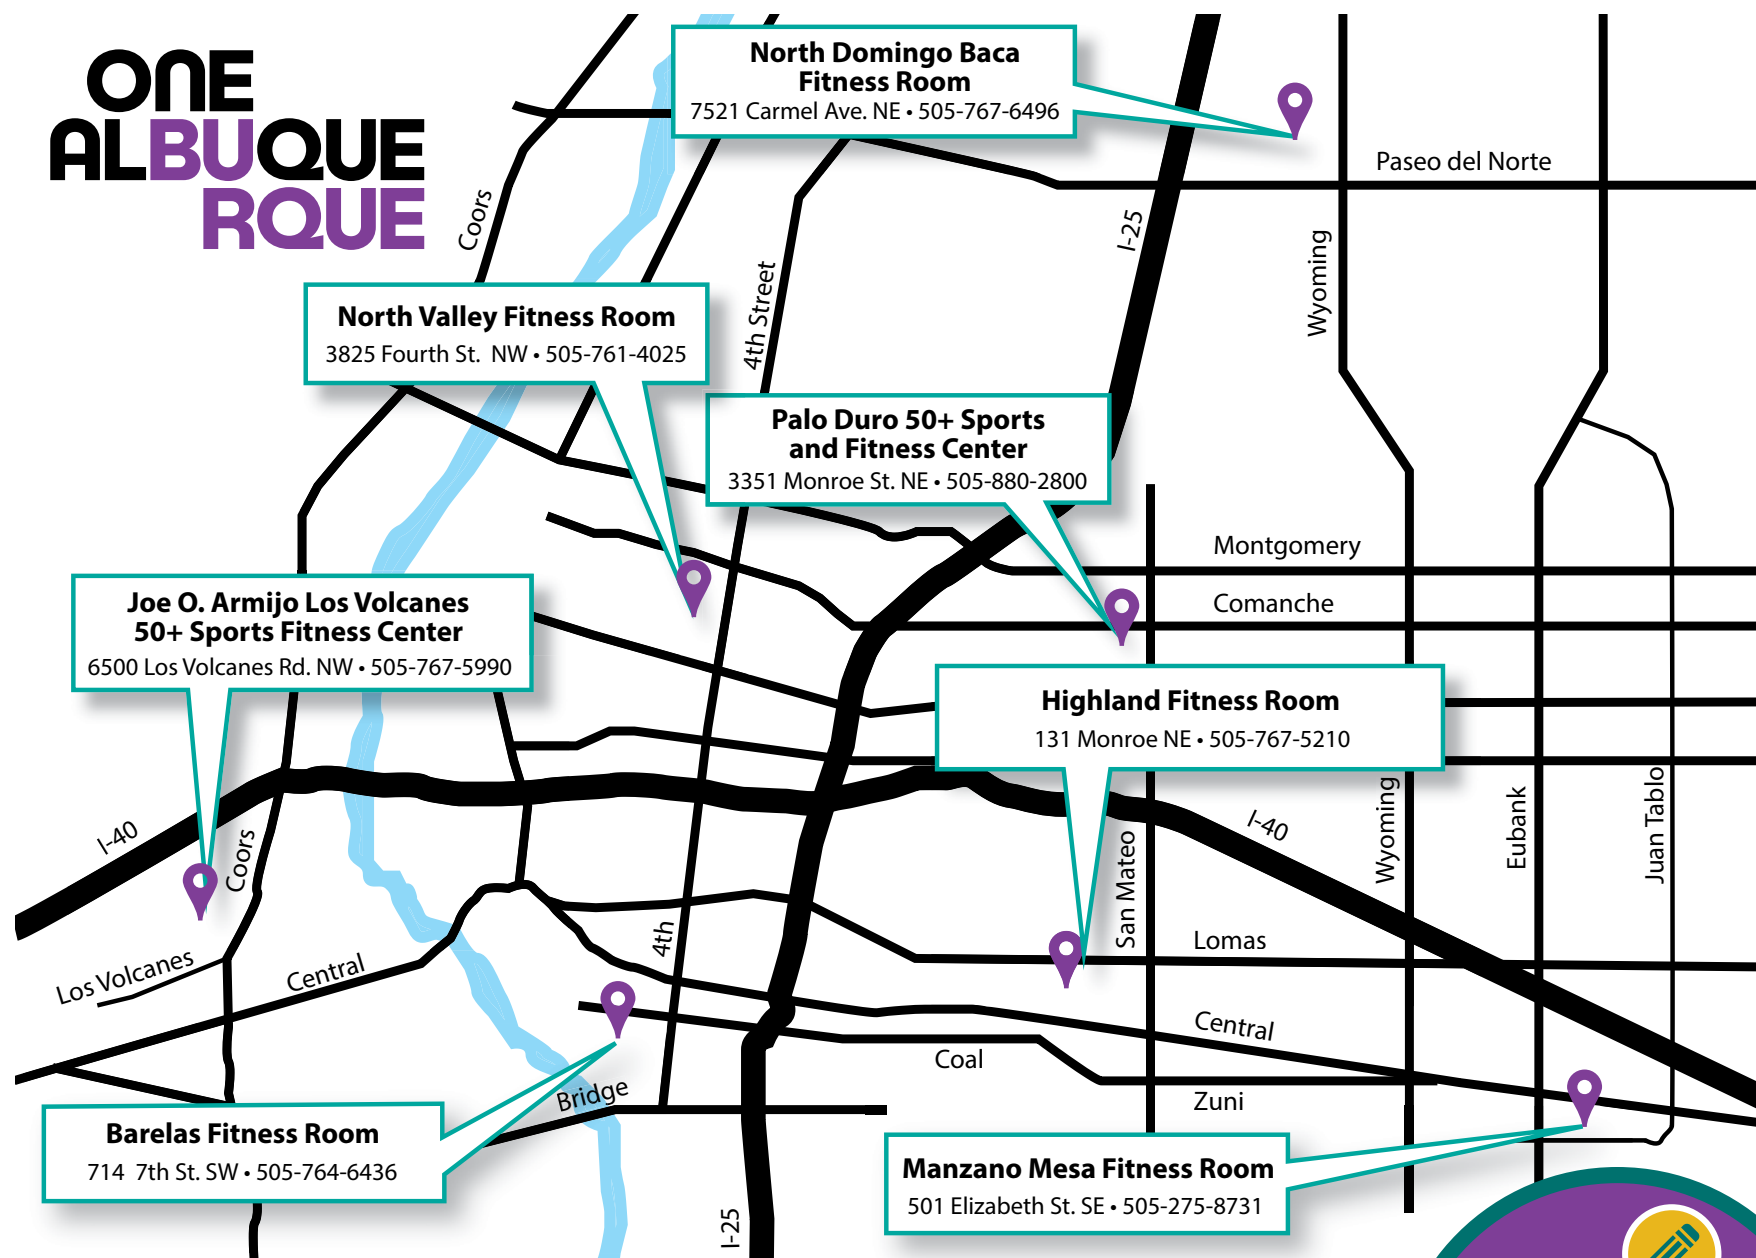 ONE
ALBUQUE
RQUE
North Domingo Baca
Fitness Room
7521 Carmel Ave. NE • 505-767-6496
Paseo del Norte
Coors
I-25
Wyoming
4th Street
North Valley Fitness Room
3825 Fourth St.  NW • 505-761-4025
Palo Duro 50+ Sports
and Fitness Center
3351 Monroe St. NE • 505-880-2800
Montgomery
Comanche
Joe O. Armijo Los Volcanes
50+ Sports Fitness Center
6500 Los Volcanes Rd. NW • 505-767-5990
Highland Fitness Room
131 Monroe NE • 505-767-5210
I-40
Coors
I-40
San Mateo
Wyoming
Eubank
Juan Tablo
4th
Lomas
Los Volcanes
Central
Central
Coal
Bridge
Zuni
Barelas Fitness Room
714  7th St. SW • 505-764-6436
Manzano Mesa Fitness Room
501 Elizabeth St. SE • 505-275-8731
I-25